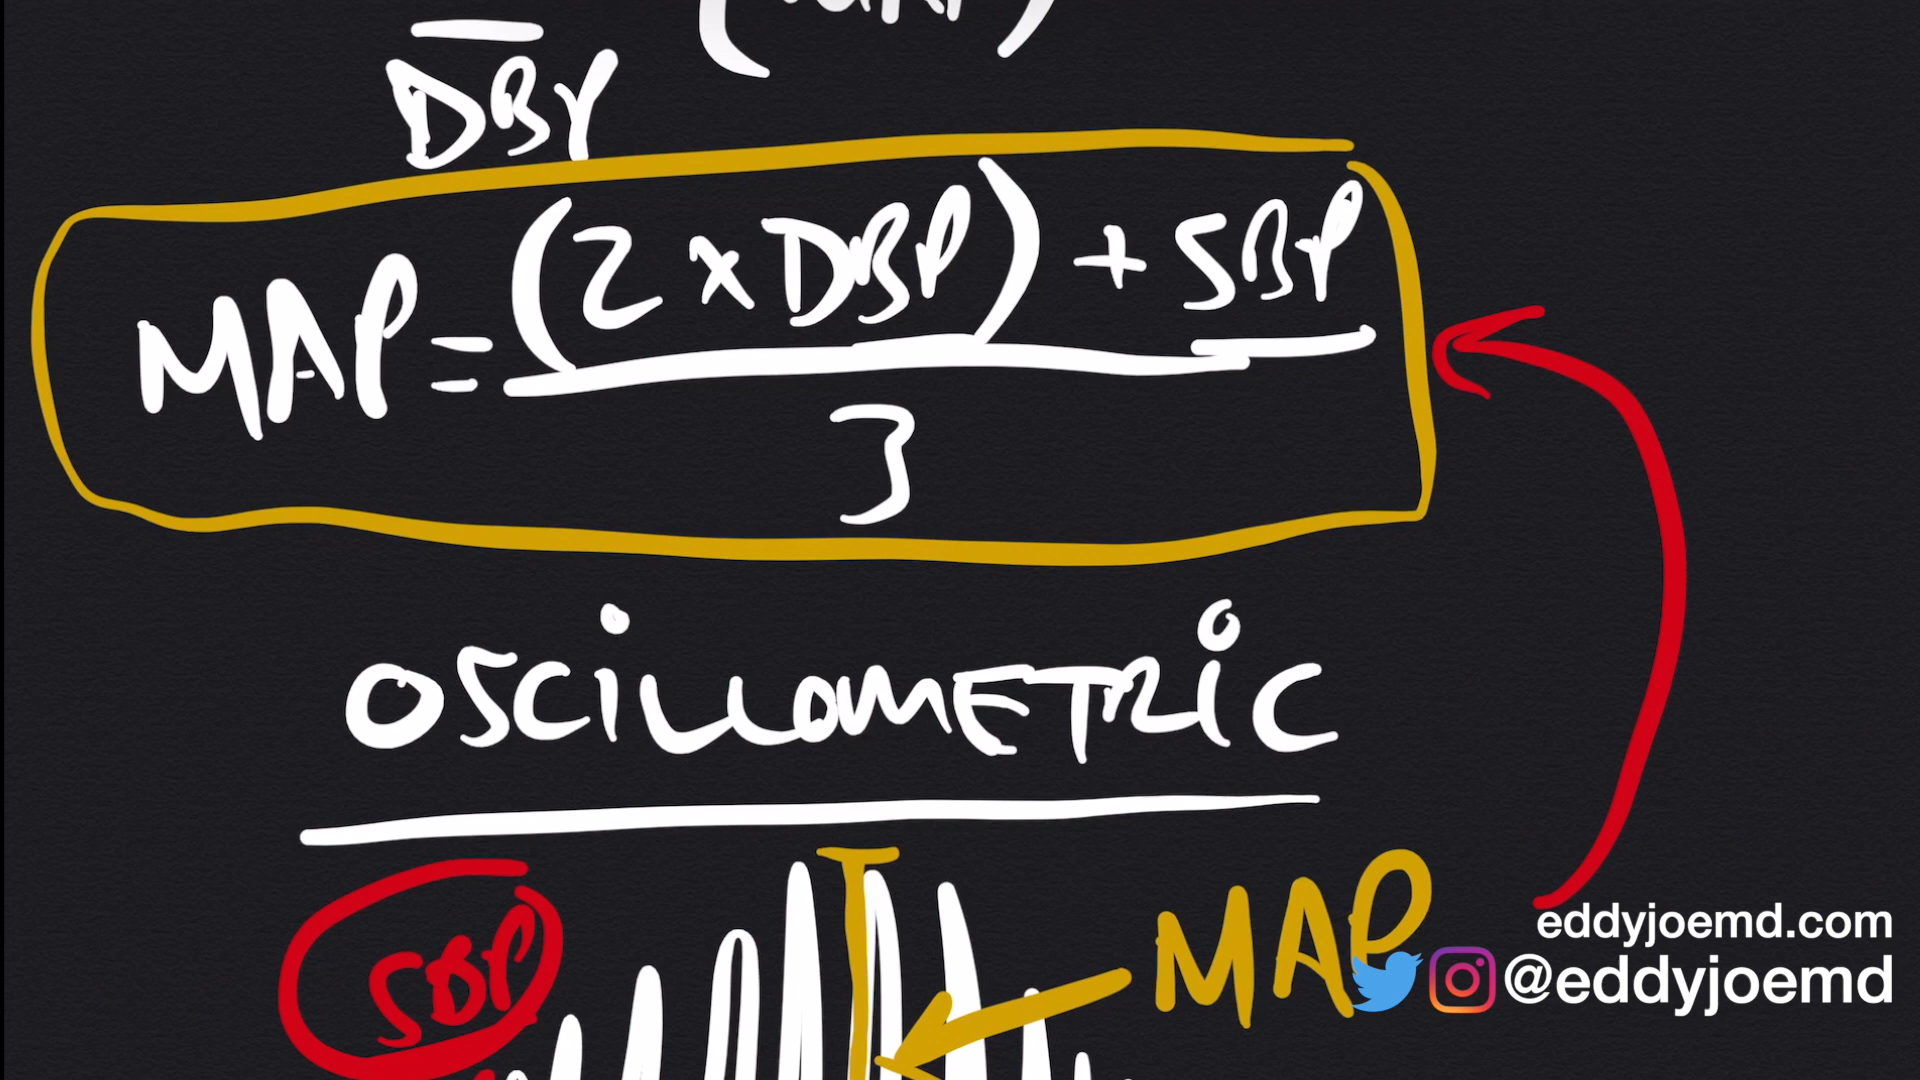 DBP
MAP = (2 x DBP) + SBP
3
OSCILLOMETRIC
SBP
MAP
eddyjoemd.com
@eddyjoemd